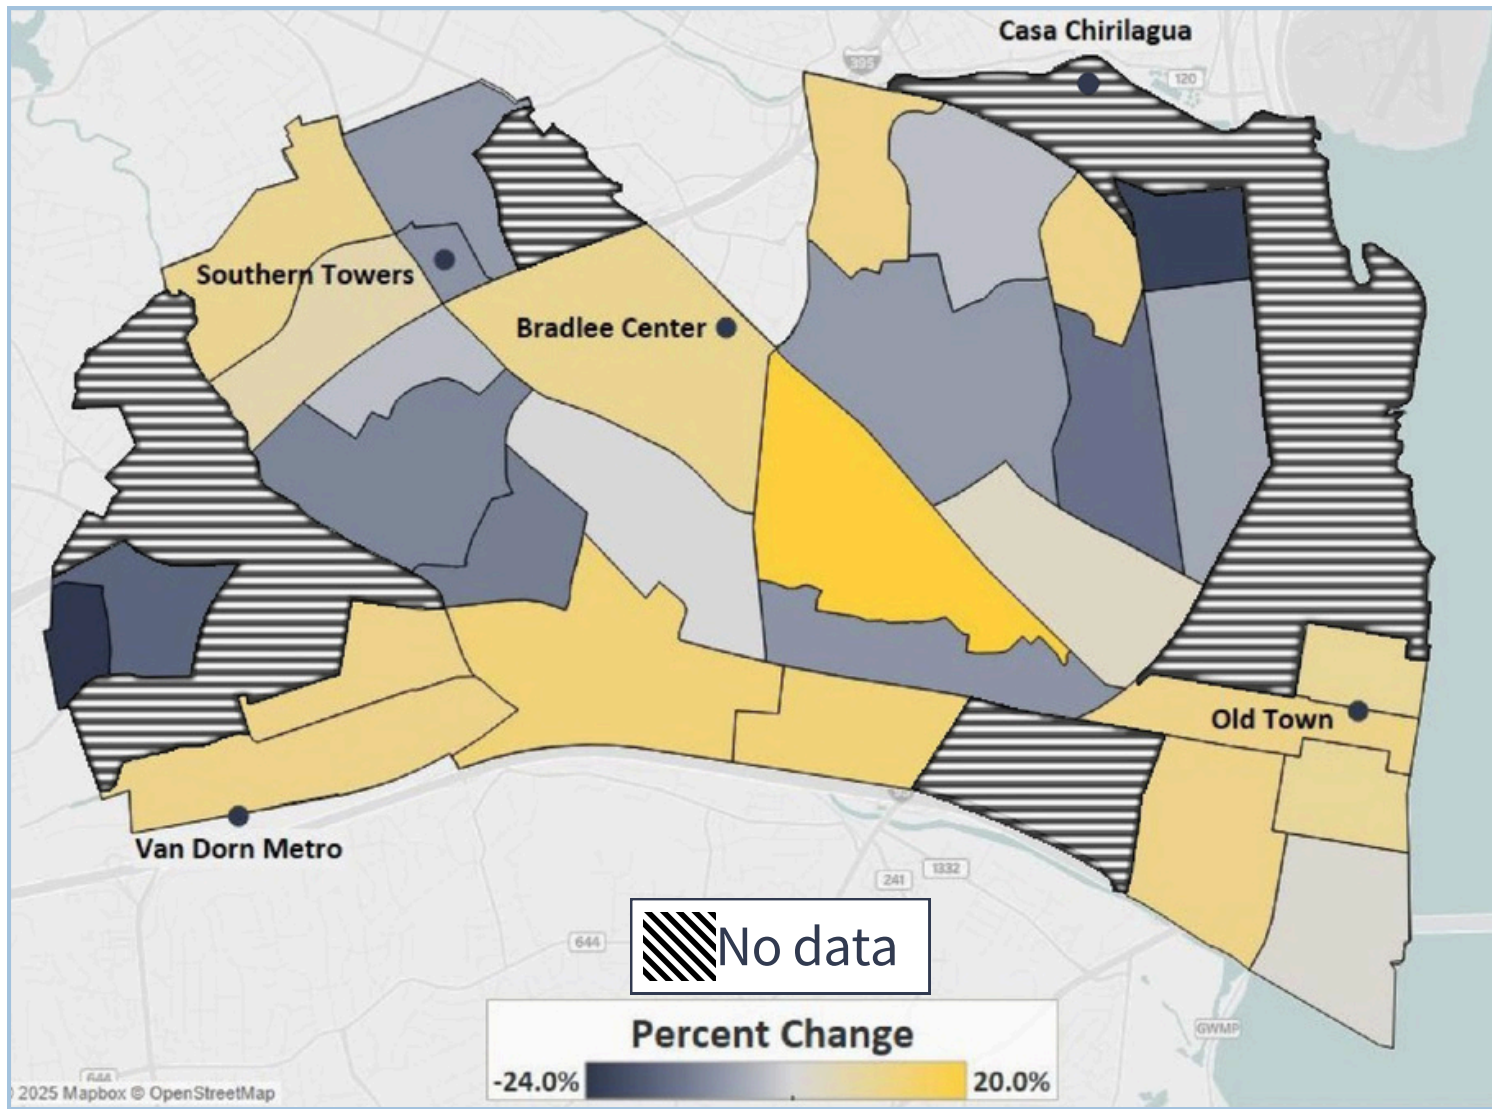 Casa Chirilagua
395
120
Southern Towers
Bradlee Center
Old Town
Van Dorn Metro
241
1332
644
No data
GWMP
Percent Change
-24.0%
20.0%
644
2025 Mapbox © OpenStreetMap